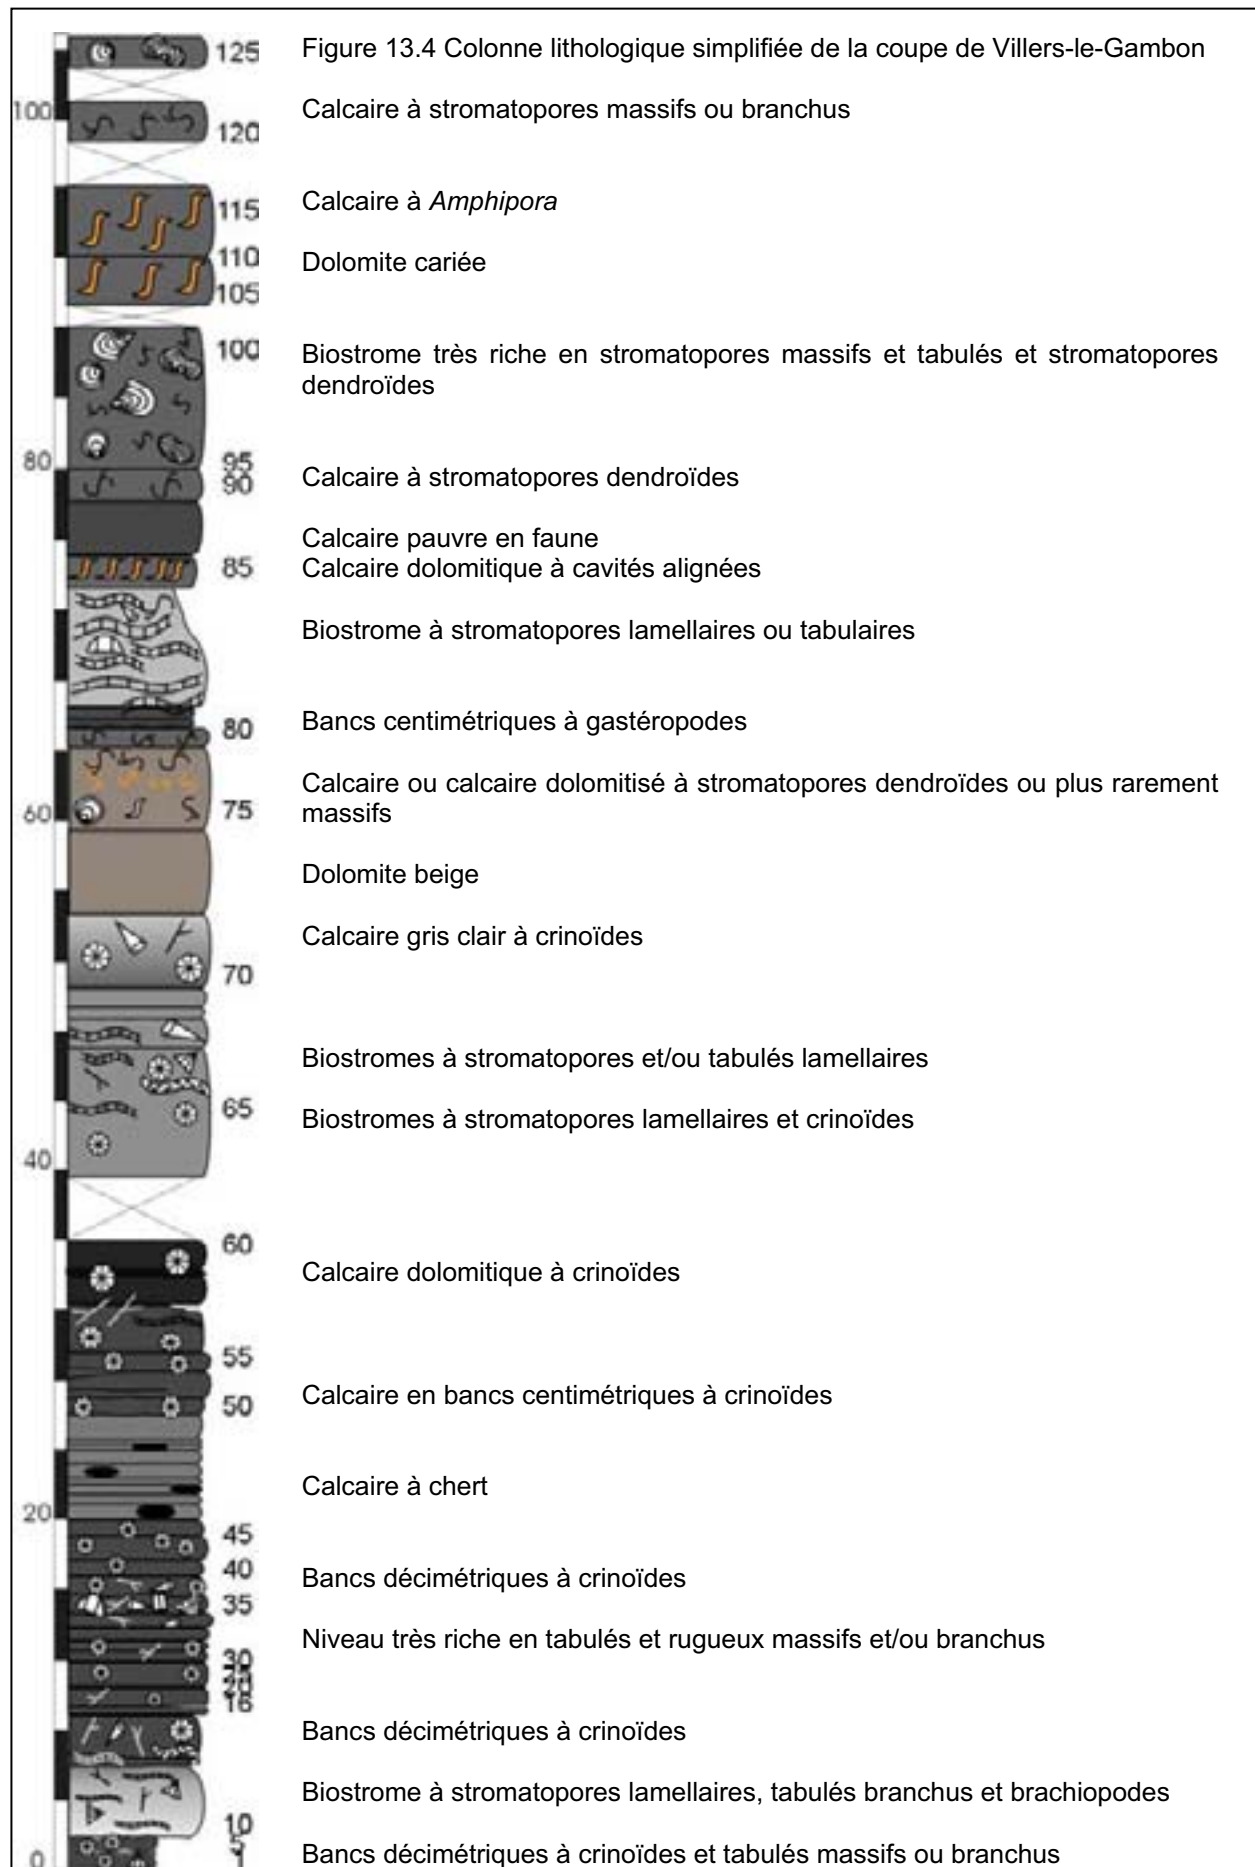 125
Figure 13.4 Colonne lithologique simplifiée de la coupe de Villers-le-Gambon
100
Calcaire à stromatopores massifs ou branchus
120
115
Calcaire à Amphipora
110
Dolomite cariée
105
100
Biostrome très riche en stromatopores massifs et tabulés et stromatopores
dendroïdes
80
95
90
Calcaire à stromatopores dendroïdes
Calcaire pauvre en faune
85
Calcaire dolomitique à cavités alignées
Biostrome à stromatopores lamellaires ou tabulaires
80
Bancs centimétriques à gastéropodes
Calcaire ou calcaire dolomitisé à stromatopores dendroïdes ou plus rarement
massifs
60
75
Dolomite beige
Calcaire gris clair à crinoïdes
70
Biostromes à stromatopores et/ou tabulés lamellaires
65
Biostromes à stromatopores lamellaires et crinoïdes
40
60
Calcaire dolomitique à crinoïdes
55
50
Calcaire en bancs centimétriques à crinoïdes
Calcaire à chert
20
45
40
Bancs décimétriques à crinoïdes
35
Niveau très riche en tabulés et rugueux massifs et/ou branchus
30
20
16
Bancs décimétriques à crinoïdes
Biostrome à stromatopores lamellaires, tabulés branchus et brachiopodes
10
5
1
0
Bancs décimétriques à crinoïdes et tabulés massifs ou branchus